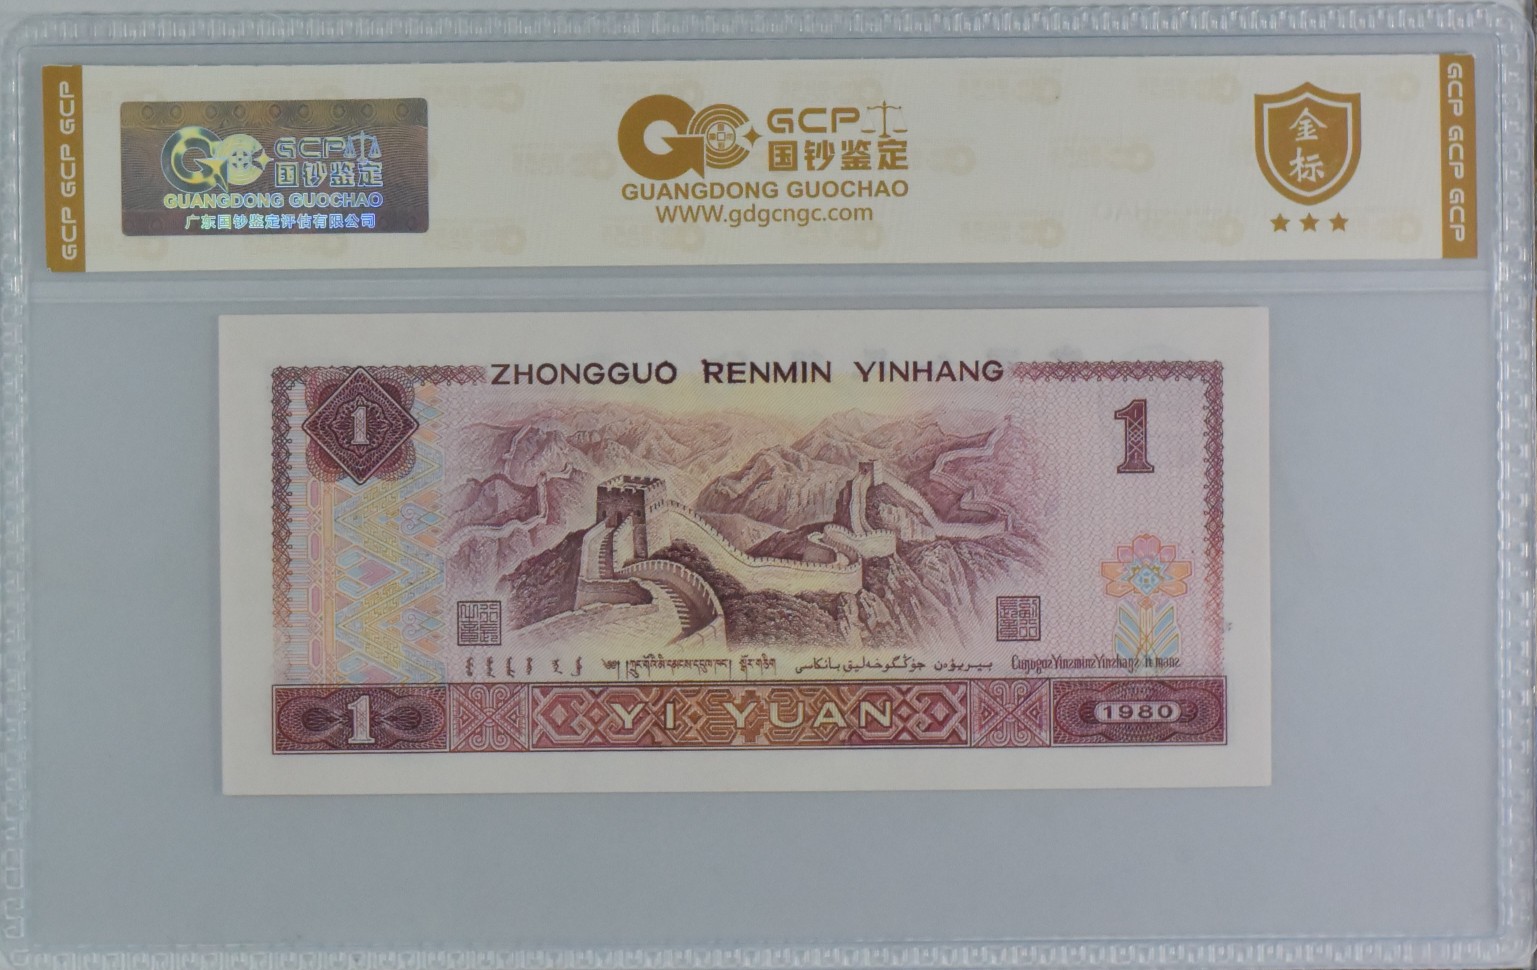 GCP GCP GCP
GCP 国钞鉴定
GUANGDONG GUOCHAO
广东国钞鉴定评估有限公司
GCP 国钞鉴定
GUANGDONG GUOCHAO
WWW.gdgcngc.com
金标
GCP GCP GCP
ZHONGGUO RENMIN YINHANG
1
1
1
YI YUAN
1980